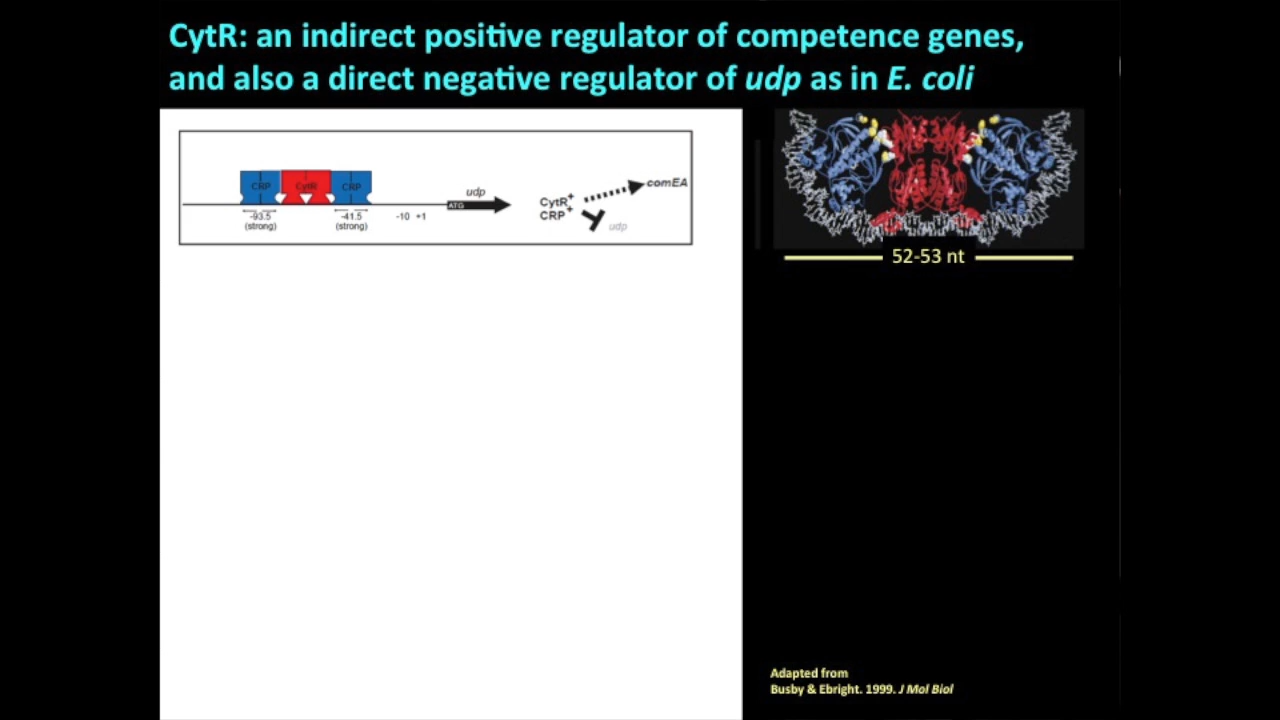 CytR: an indirect positive regulator of competence genes,
and also a direct negative regulator of udp as in E. coli
CRP CytR CRP
udp
ATG
-93.5
(strong)
-41.5
(strong)
-10 +1
CytR+
CRP+
comEA
udp
52-53 nt
Adapted from
Busby & Ebright. 1999. J Mol Biol